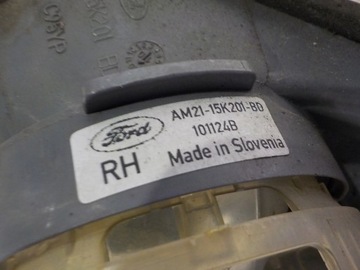 AM21-15K201-BD
101124B
Ford
RH Made in Slovenia